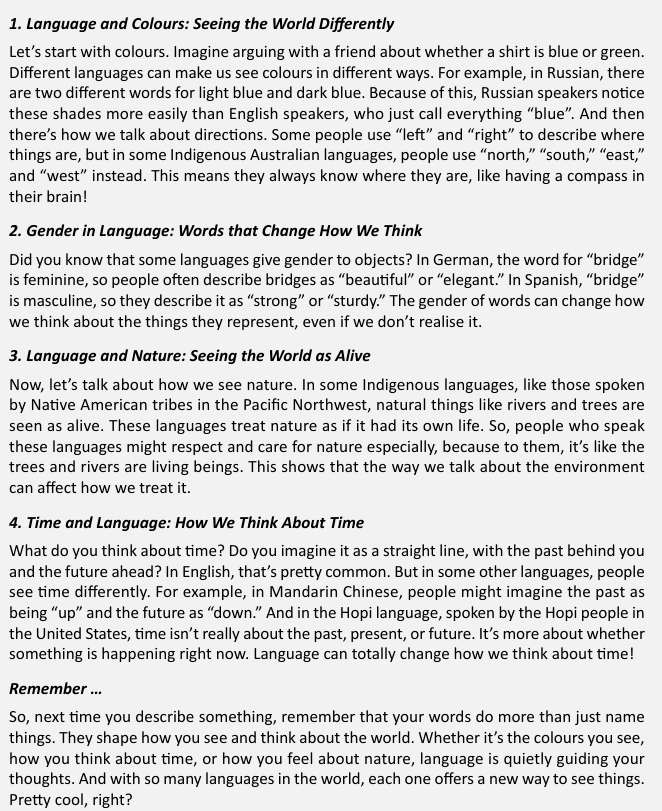 1. Language and Colours: Seeing the World Differently
Let’s start with colours. Imagine arguing with a friend about whether a shirt is blue or green.
Different languages can make us see colours in different ways. For example, in Russian, there
are two different words for light blue and dark blue. Because of this, Russian speakers notice
these shades more easily than English speakers, who just call everything “blue”. And then
there’s how we talk about directions. Some people use “left” and “right” to describe where
things are, but in some Indigenous Australian languages, people use “north,” “south,” “east,”
and “west” instead. This means they always know where they are, like having a compass in
their brain!
2. Gender in Language: Words that Change How We Think
Did you know that some languages give gender to objects? In German, the word for “bridge”
is feminine, so people often describe bridges as “beautiful” or “elegant.” In Spanish, “bridge”
is masculine, so they describe it as “strong” or “sturdy.” The gender of words can change how
we think about the things they represent, even if we don’t realise it.
3. Language and Nature: Seeing the World as Alive
Now, let’s talk about how we see nature. In some Indigenous languages, like those spoken
by Native American tribes in the Pacific Northwest, natural things like rivers and trees are
seen as alive. These languages treat nature as if it had its own life. So, people who speak
these languages might respect and care for nature especially, because to them, it’s like the
trees and rivers are living beings. This shows that the way we talk about the environment
can affect how we treat it.
4. Time and Language: How We Think About Time
What do you think about time? Do you imagine it as a straight line, with the past behind you
and the future ahead? In English, that’s pretty common. But in some other languages, people
see time differently. For example, in Mandarin Chinese, people might imagine the past as
being “up” and the future as “down.” And in the Hopi language, spoken by the Hopi people in
the United States, time isn’t really about the past, present, or future. It’s more about whether
something is happening right now. Language can totally change how we think about time!
Remember …
So, next time you describe something, remember that your words do more than just name
things. They shape how you see and think about the world. Whether it’s the colours you see,
how you think about time, or how you feel about nature, language is quietly guiding your
thoughts. And with so many languages in the world, each one offers a new way to see things.
Pretty cool, right?